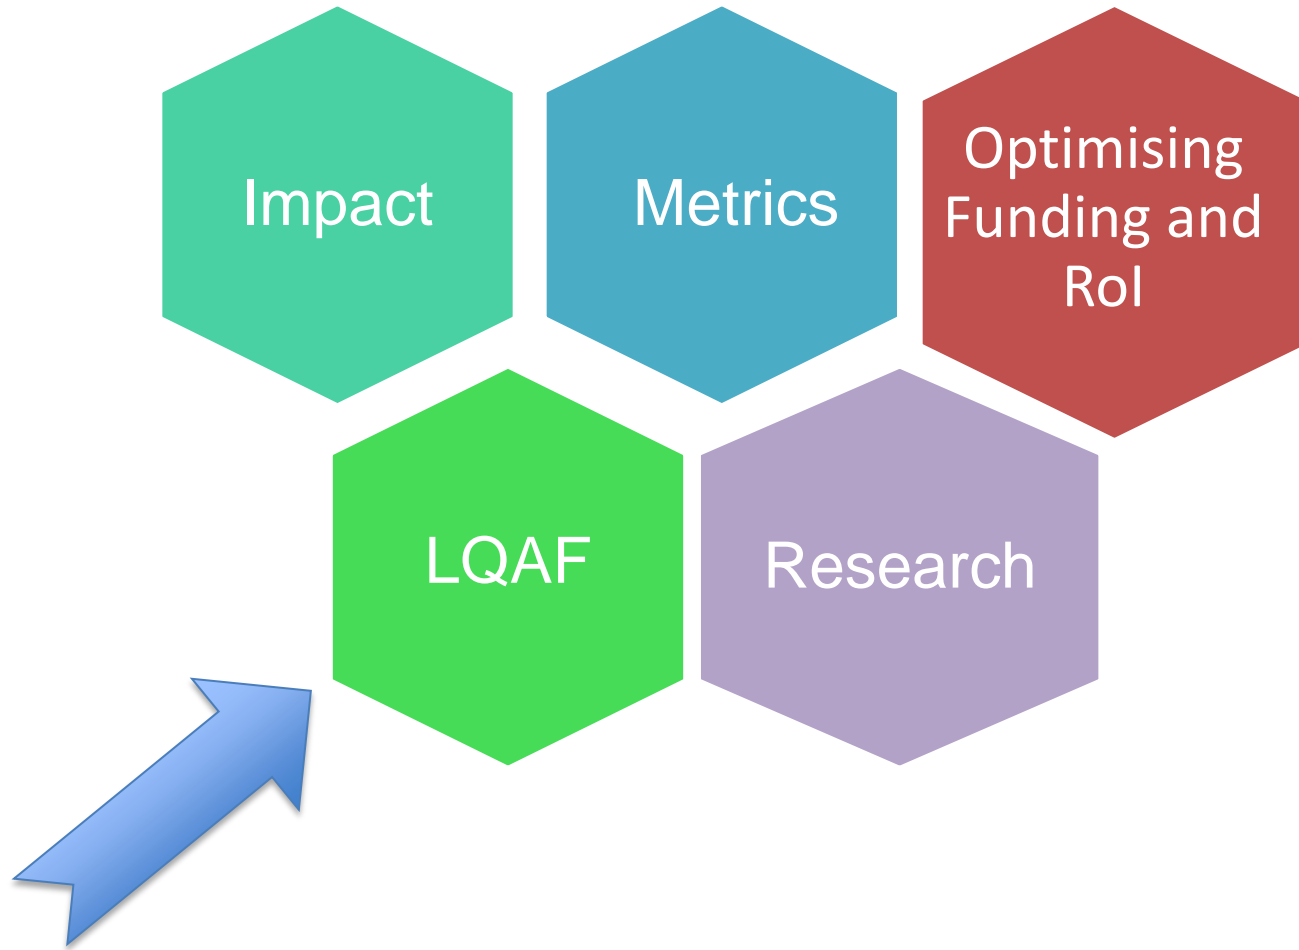 Impact
Metrics
Optimising
Funding and
RoI
LQAF
Research